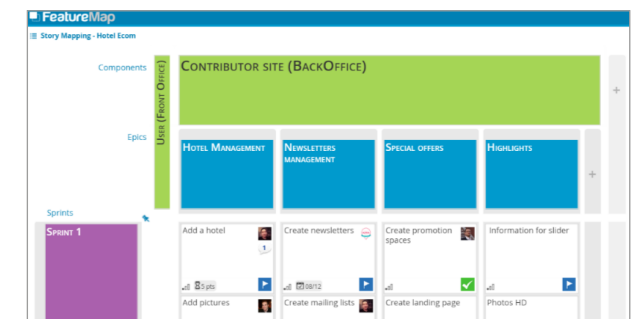 FeatureMap
Story Mapping - Hotel Ecom
Components
User (Front Office)
Contributor site (BackOffice)
+
Epics
Hotel Management
Newsletters management
Special offers
Highlights
+
Sprints
Sprint 1
Add a hotel
1
5 pts
Create newsletters
08/12
Create promotion spaces
Information for slider
Add pictures
Create mailing lists
Create landing page
Photos HD